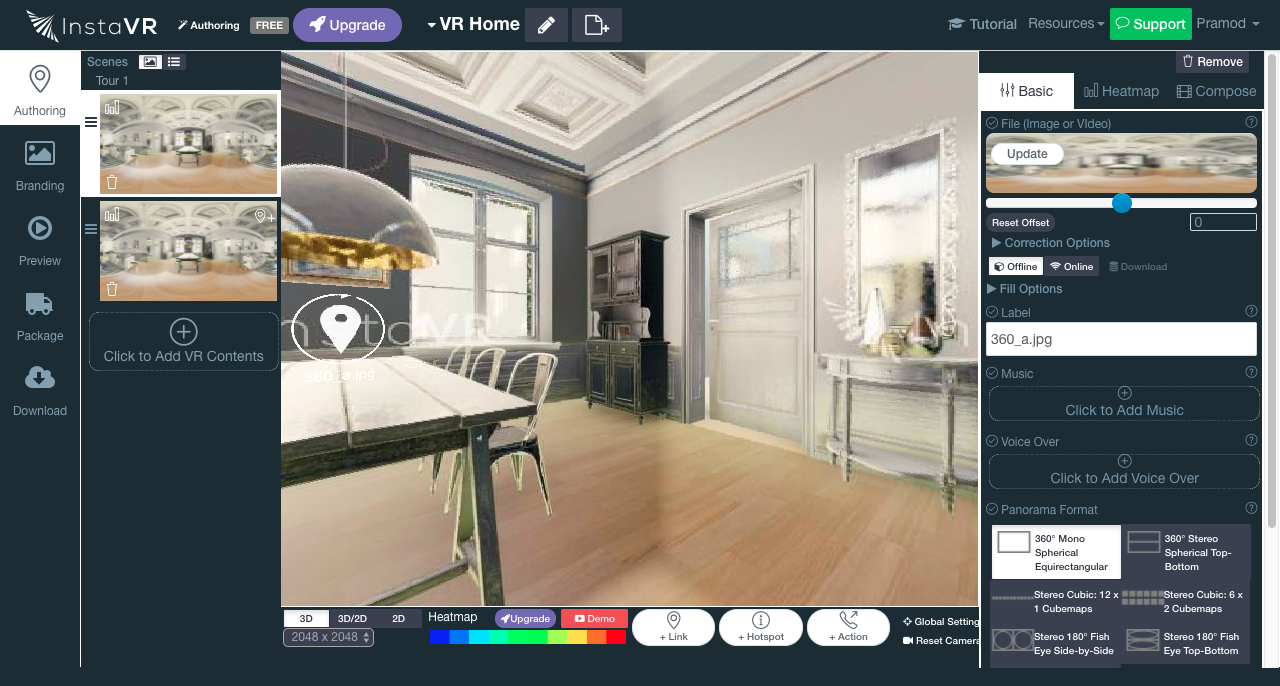 InstaVR
Authoring
FREE
Upgrade
VR Home
Tutorial
Resources
Support
Pramod
Authoring
Branding
Preview
Package
Download
Scenes
Tour 1
Click to Add VR Contents
InstaVR
360_a.jpg
3D
3D/2D
2D
2048 x 2048
Heatmap
Upgrade
Demo
+ Link
+ Hotspot
+ Action
Global Setting
Reset Camera
Remove
Basic
Heatmap
Compose
File (Image or VIdeo)
Update
Reset Offset
0
Correction Options
Offline
Online
Download
Fill Options
Label
360_a.jpg
Music
Click to Add Music
Voice Over
Click to Add Voice Over
Panorama Format
360° Mono
Spherical
Equirectangular
360° Stereo
Spherical Top-
Bottom
Stereo Cubic: 12 x
1 Cubemaps
Stereo Cubic: 6 x
2 Cubemaps
Stereo 180° Fish
Eye Side-by-Side
Stereo 180° Fish
Eye Top-Bottom